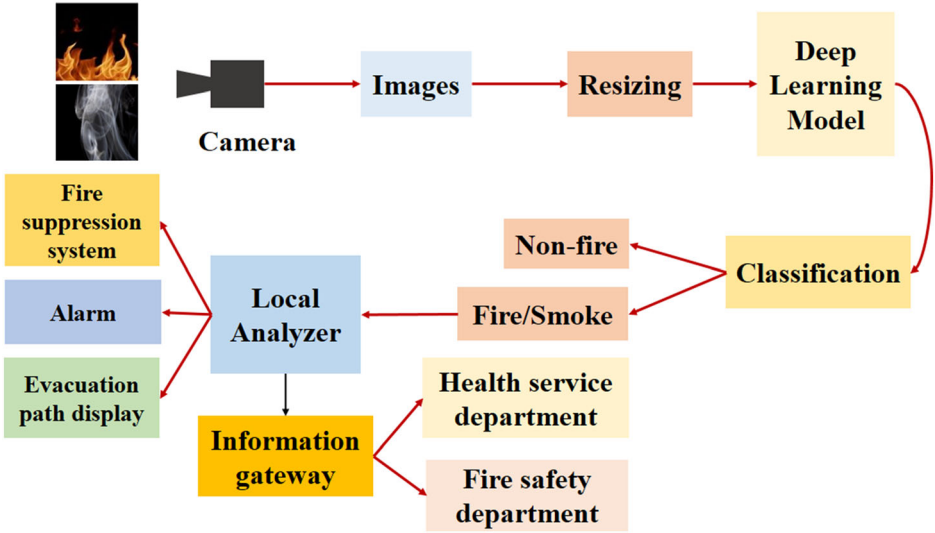 Camera
Images
Resizing
Deep
Learning
Model
Fire
suppression
system
Alarm
Evacuation
path display
Local
Analyzer
Non-fire
Fire/Smoke
Classification
Information
gateway
Health service
department
Fire safety
department